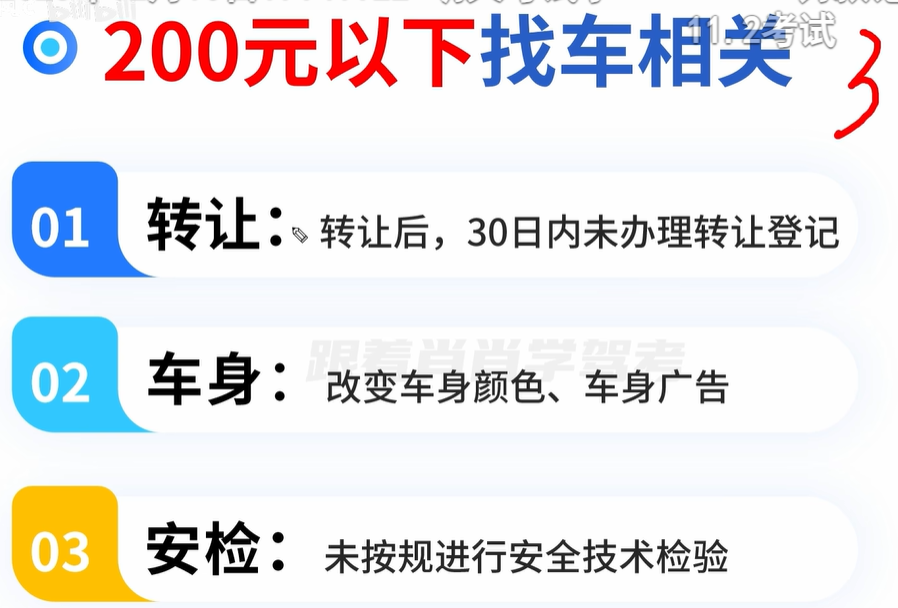 bilibili
11.2考试
200元以下找车相关
3
01
转让：
转让后，30日内未办理转让登记
跟着肖肖学驾考
02
车身：
改变车身颜色、车身广告
03
安检：
未按规进行安全技术检验